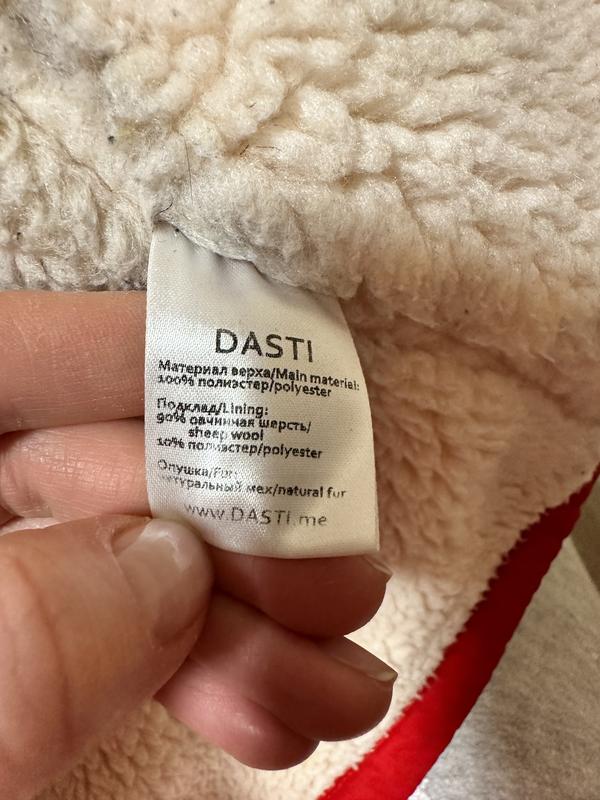 DASTI
Материал верха/Main material:
100% полиэстер/polyester
Подклад/Lining:
90% овчинная шерсть/
sheep wool
10% полиэстер/polyester
Опушка/Fur:
натуральный мех/natural fur
www.DASTI.me